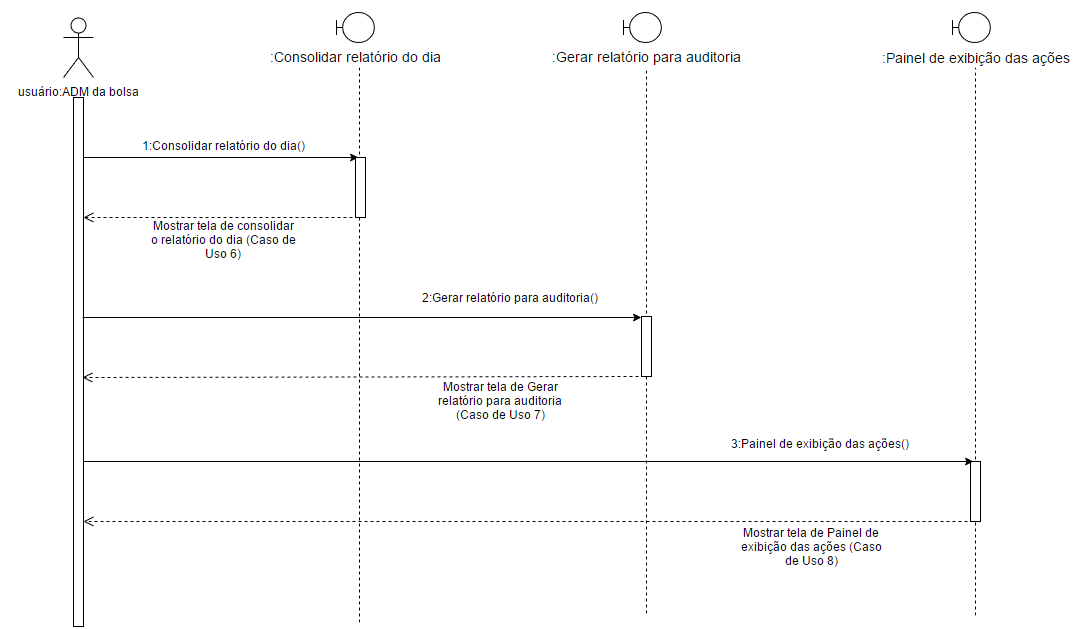 :Consolidar relatório do dia
:Gerar relatório para auditoria
:Painel de exibição das ações
usuário:ADM da bolsa
1:Consolidar relatório do dia()
Mostrar tela de consolidar
o relatório do dia (Caso de
Uso 6)
2:Gerar relatório para auditoria()
Mostrar tela de Gerar
relatório para auditoria
(Caso de Uso 7)
3:Painel de exibição das ações()
Mostrar tela de Painel de
exibição das ações (Caso
de Uso 8)